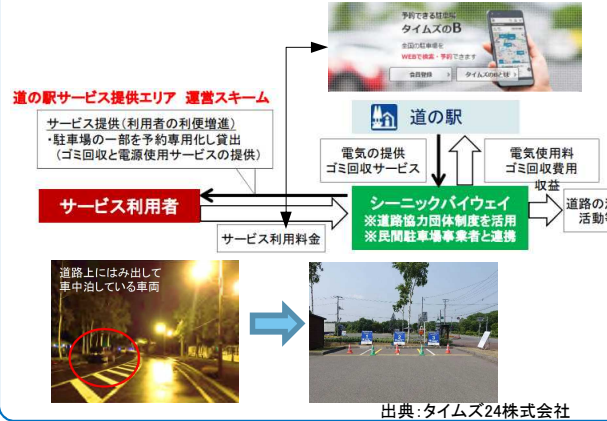 予約できる駐車場
タイムズのB
全国の駐車場を
WEBで検索・予約できます
会員登録
タイムズのBとは
道の駅サービス提供エリア 運営スキーム
サービス提供(利用者の利便増進)
・駐車場の一部を予約専用化し貸出
(ゴミ回収と電源使用サービスの提供)
道の駅
電気の提供
ゴミ回収サービス
電気使用料
ゴミ回収費用
収益
サービス利用者
シーニックバイウェイ
※道路協力団体制度を活用
※民間駐車場事業者と連携
道路の
活動
サービス利用料金
道路上にはみ出して
車中泊している車両
出典:タイムズ24株式会社